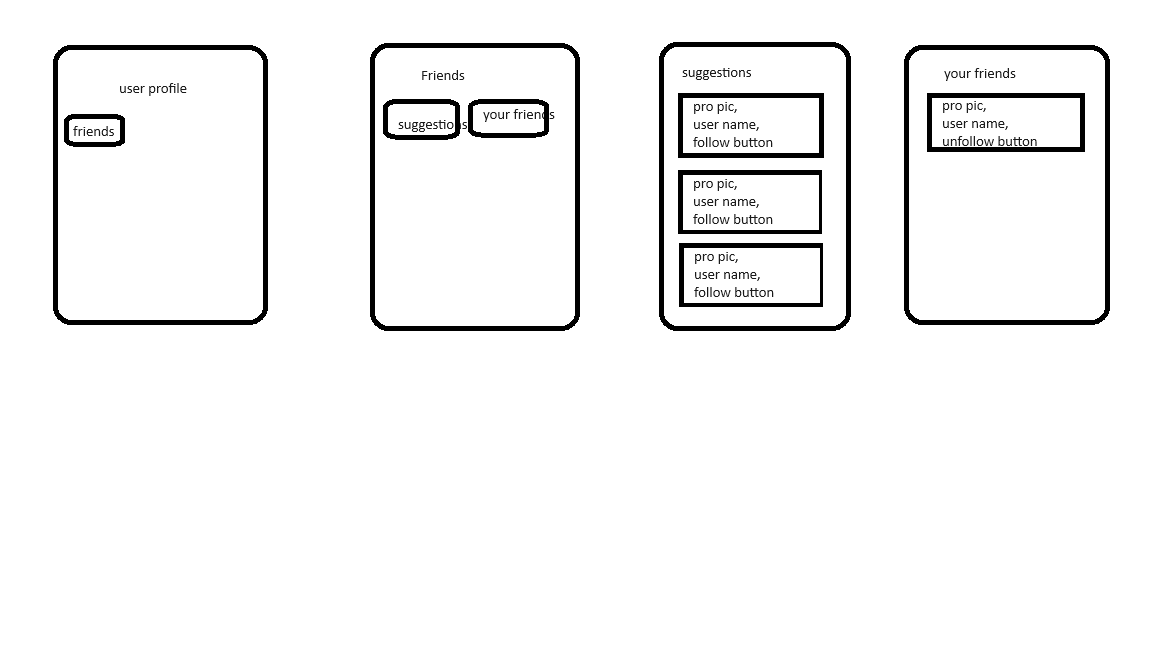 user profile
friends
Friends
suggestions
your friends
suggestions
pro pic,
user name,
follow button
pro pic,
user name,
follow button
pro pic,
user name,
follow button
your friends
pro pic,
user name,
unfollow button